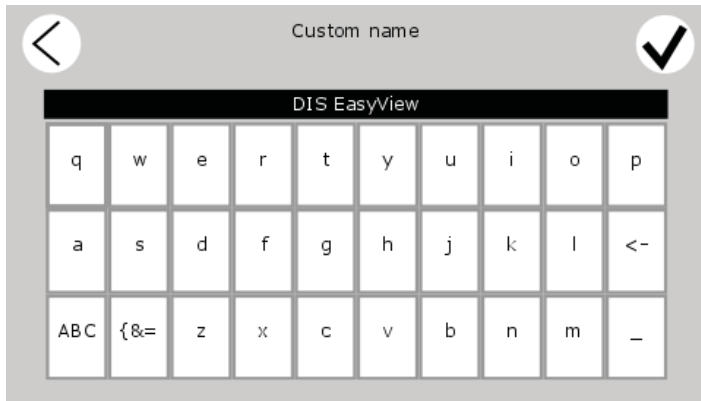 Custom name
DIS EasyView
q w e r t y u i o p
a s d f g h j k l <-
ABC {&= z x c v b n m _